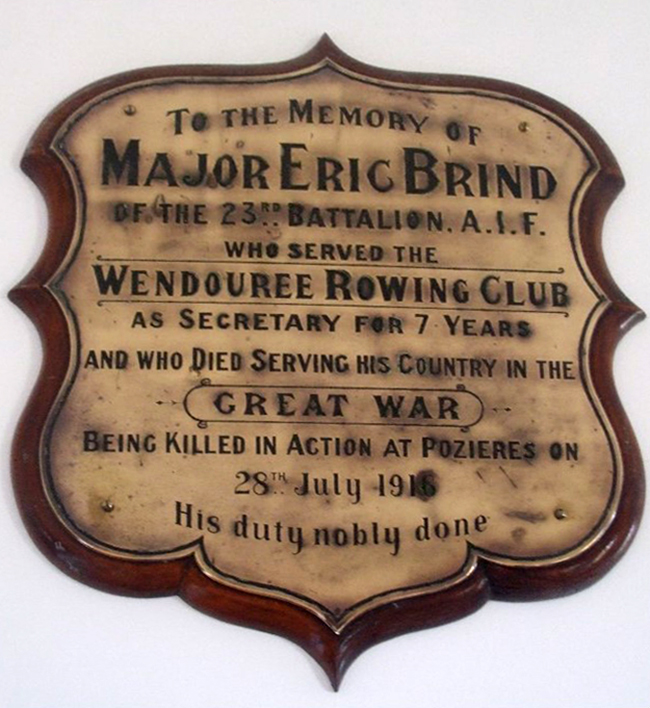 To the Memory of
Major Eric Brind
of the 23RD Battalion. A.I.F.
who served the
Wendouree Rowing Club
as Secretary for 7 Years
and who Died Serving his Country in the
Great War
Being Killed in Action at Pozieres on
28TH July 1916
His duty nobly done